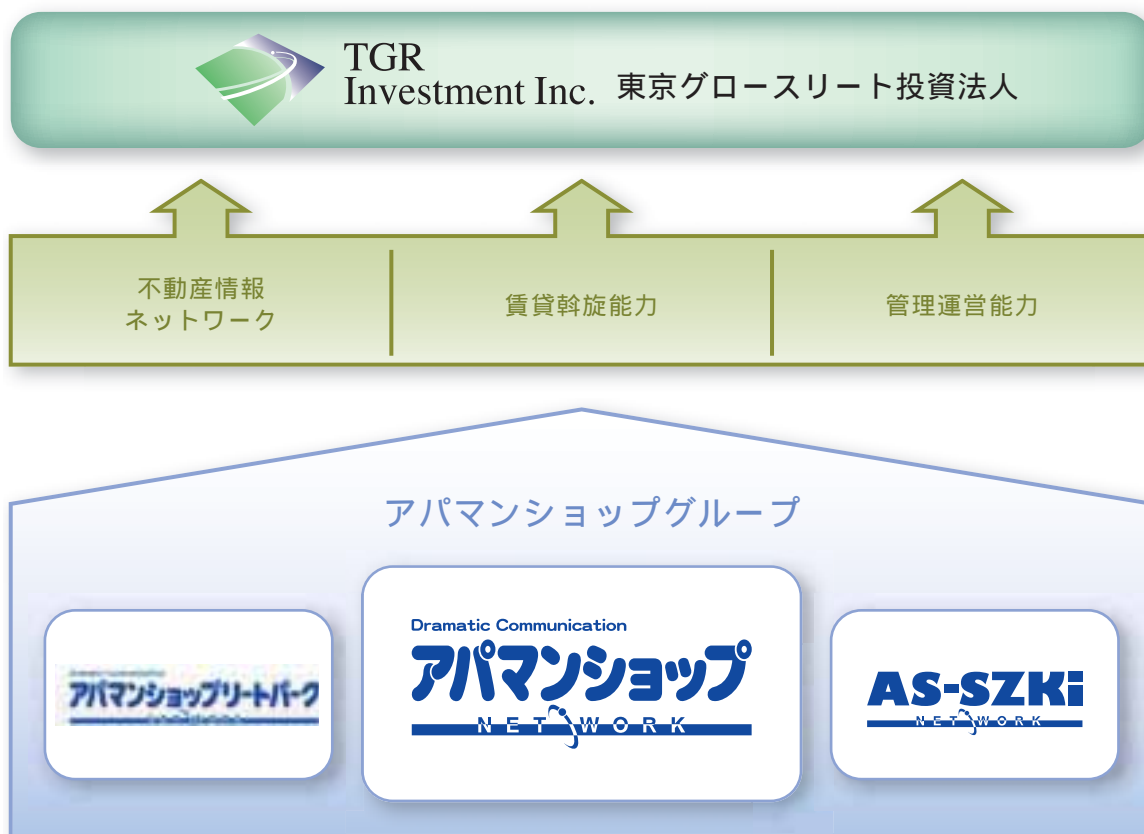 TGR
Investment Inc. 東京グロースリート投資法人
不動産情報
ネットワーク
賃貸斡旋能力
管理運営能力
アパマンショップグループ
アパマンショップリートパーク
Dramatic Communication
アパマンショップ
NETWORK
AS-SZKi
NETWORK